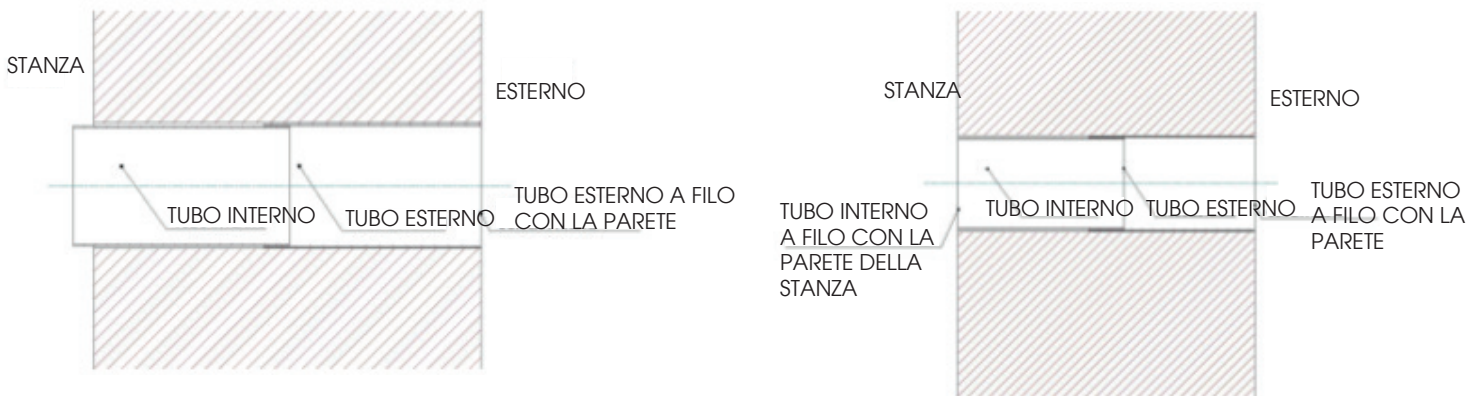 STANZA
ESTERNO
TUBO INTERNO
TUBO ESTERNO
TUBO ESTERNO A FILO
CON LA PARETE
STANZA
ESTERNO
TUBO INTERNO
A FILO CON LA
PARETE DELLA
STANZA
TUBO INTERNO
TUBO ESTERNO
TUBO ESTERNO
A FILO CON LA
PARETE